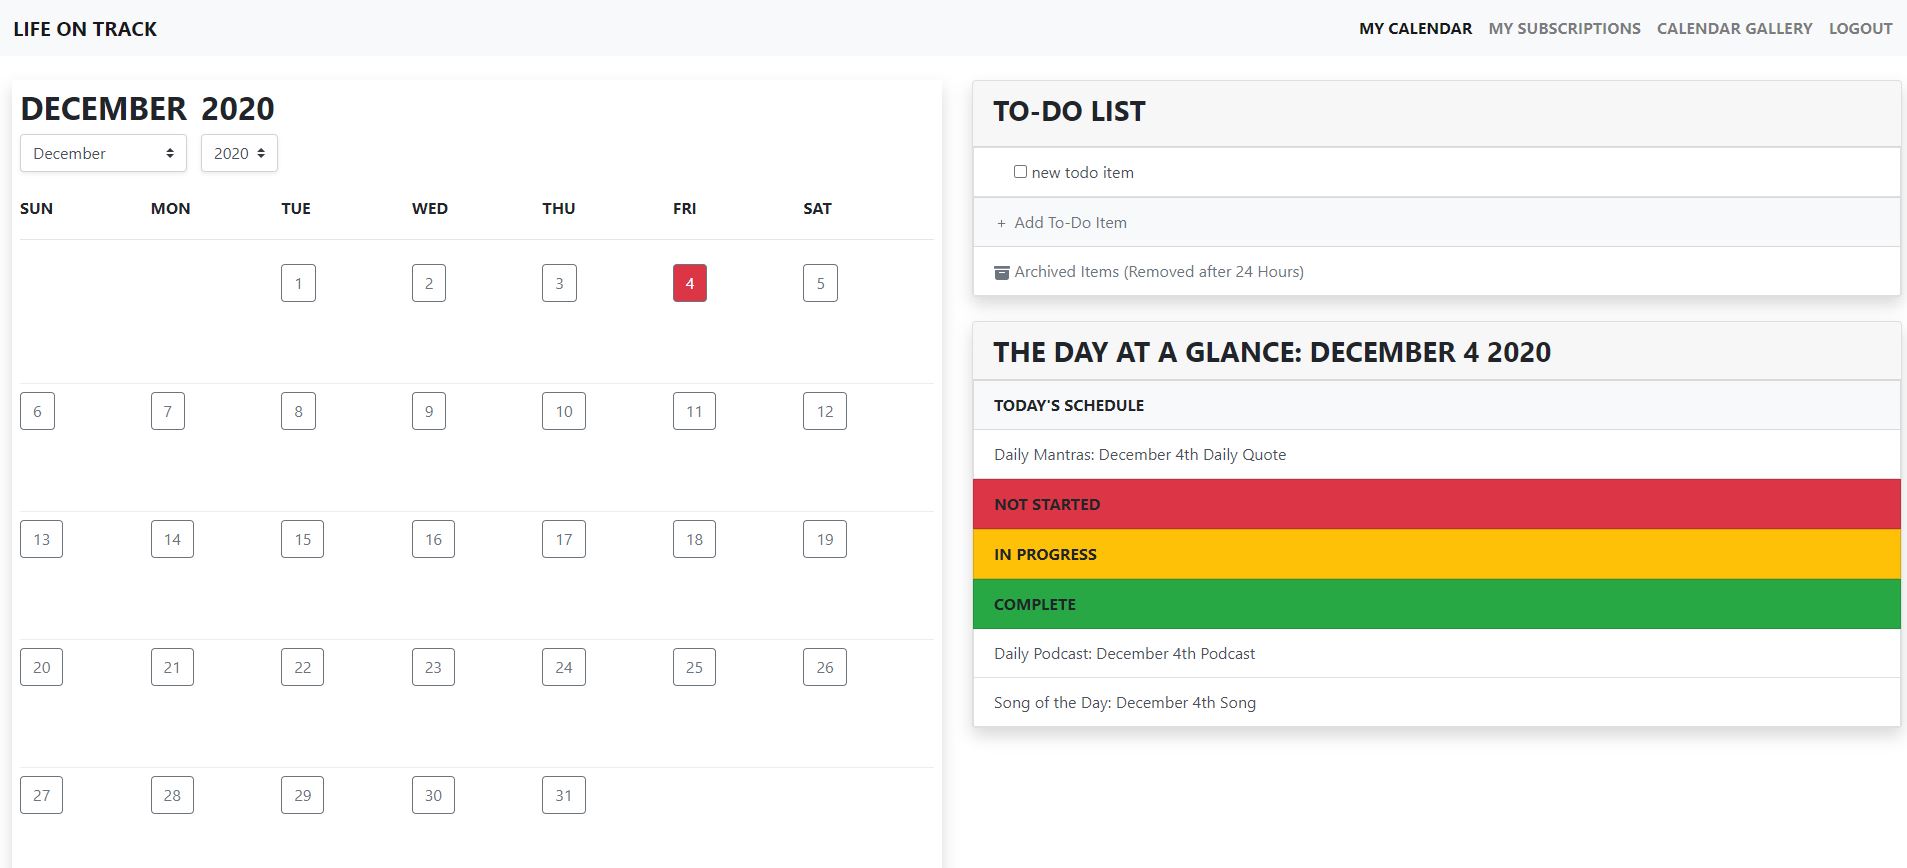 LIFE ON TRACK
MY CALENDAR MY SUBSCRIPTIONS CALENDAR GALLERY LOGOUT
DECEMBER 2020
December 2020
SUN MON TUE WED THU FRI SAT
1 2 3 4 5
6 7 8 9 10 11 12
13 14 15 16 17 18 19
20 21 22 23 24 25 26
27 28 29 30 31
TO-DO LIST
new todo item
+ Add To-Do Item
Archived Items (Removed after 24 Hours)
THE DAY AT A GLANCE: DECEMBER 4 2020
TODAY'S SCHEDULE
Daily Mantras: December 4th Daily Quote
NOT STARTED
IN PROGRESS
COMPLETE
Daily Podcast: December 4th Podcast
Song of the Day: December 4th Song